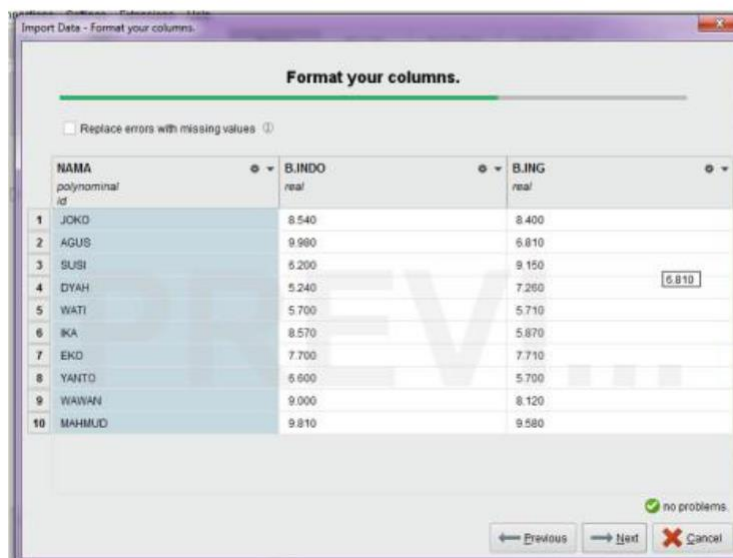 Import Data - Format your columns.
Format your columns.
Replace errors with missing values
NAMA B.INDO B.ING
polynominal real real
id
1 JOKO 8.540 8.400
2 AGUS 9.980 6.810
3 SUSI 6.200 9.150
6.810
4 DYAH 5.240 7.260
5 WATI 5.700 5.710
6 IKA 8.570 5.870
7 EKO 7.700 7.710
8 YANTO 6.600 5.700
9 WAWAN 9.000 8.120
10 MAHMUD 9.810 9.580
PREVI...
no problems.
Previous Next Cancel